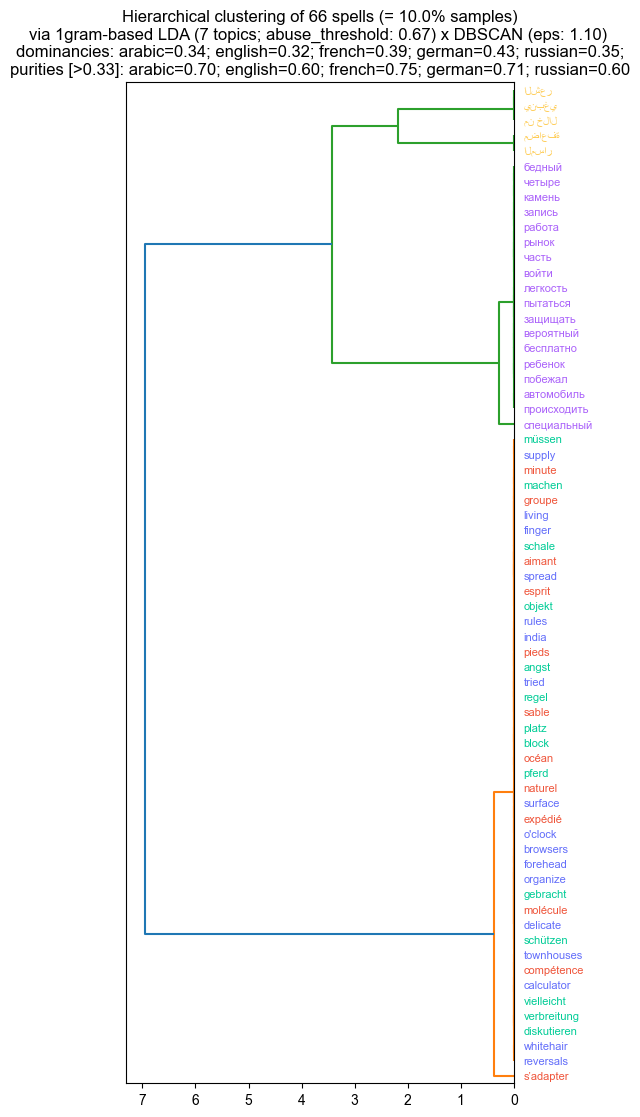 Hierarchical clustering of 66 spells (= 10.0% samples)
via 1gram-based LDA (7 topics; abuse_threshold: 0.67) x DBSCAN (eps: 1.10)
dominancies: arabic=0.34; english=0.32; french=0.39; german=0.43; russian=0.35;
purities [>0.33]: arabic=0.70; english=0.60; french=0.75; german=0.71; russian=0.60
الشعر
ينبغي
من خلال
مضاعفة
المسار
бедный
четыре
камень
запись
работа
рынок
часть
войти
легкость
пытаться
защищать
вероятный
бесплатно
ребенок
побежал
автомобиль
происходить
специальный
müssen
supply
minute
machen
groupe
living
finger
schale
aimant
spread
esprit
objekt
rules
india
pieds
angst
tried
regel
sable
platz
block
océan
pferd
naturel
surface
expédié
o'clock
browsers
forehead
organize
gebracht
molécule
delicate
schützen
townhouses
compétence
calculator
vielleicht
verbreitung
diskutieren
whitehair
reversals
s'adapter
7 6 5 4 3 2 1 0